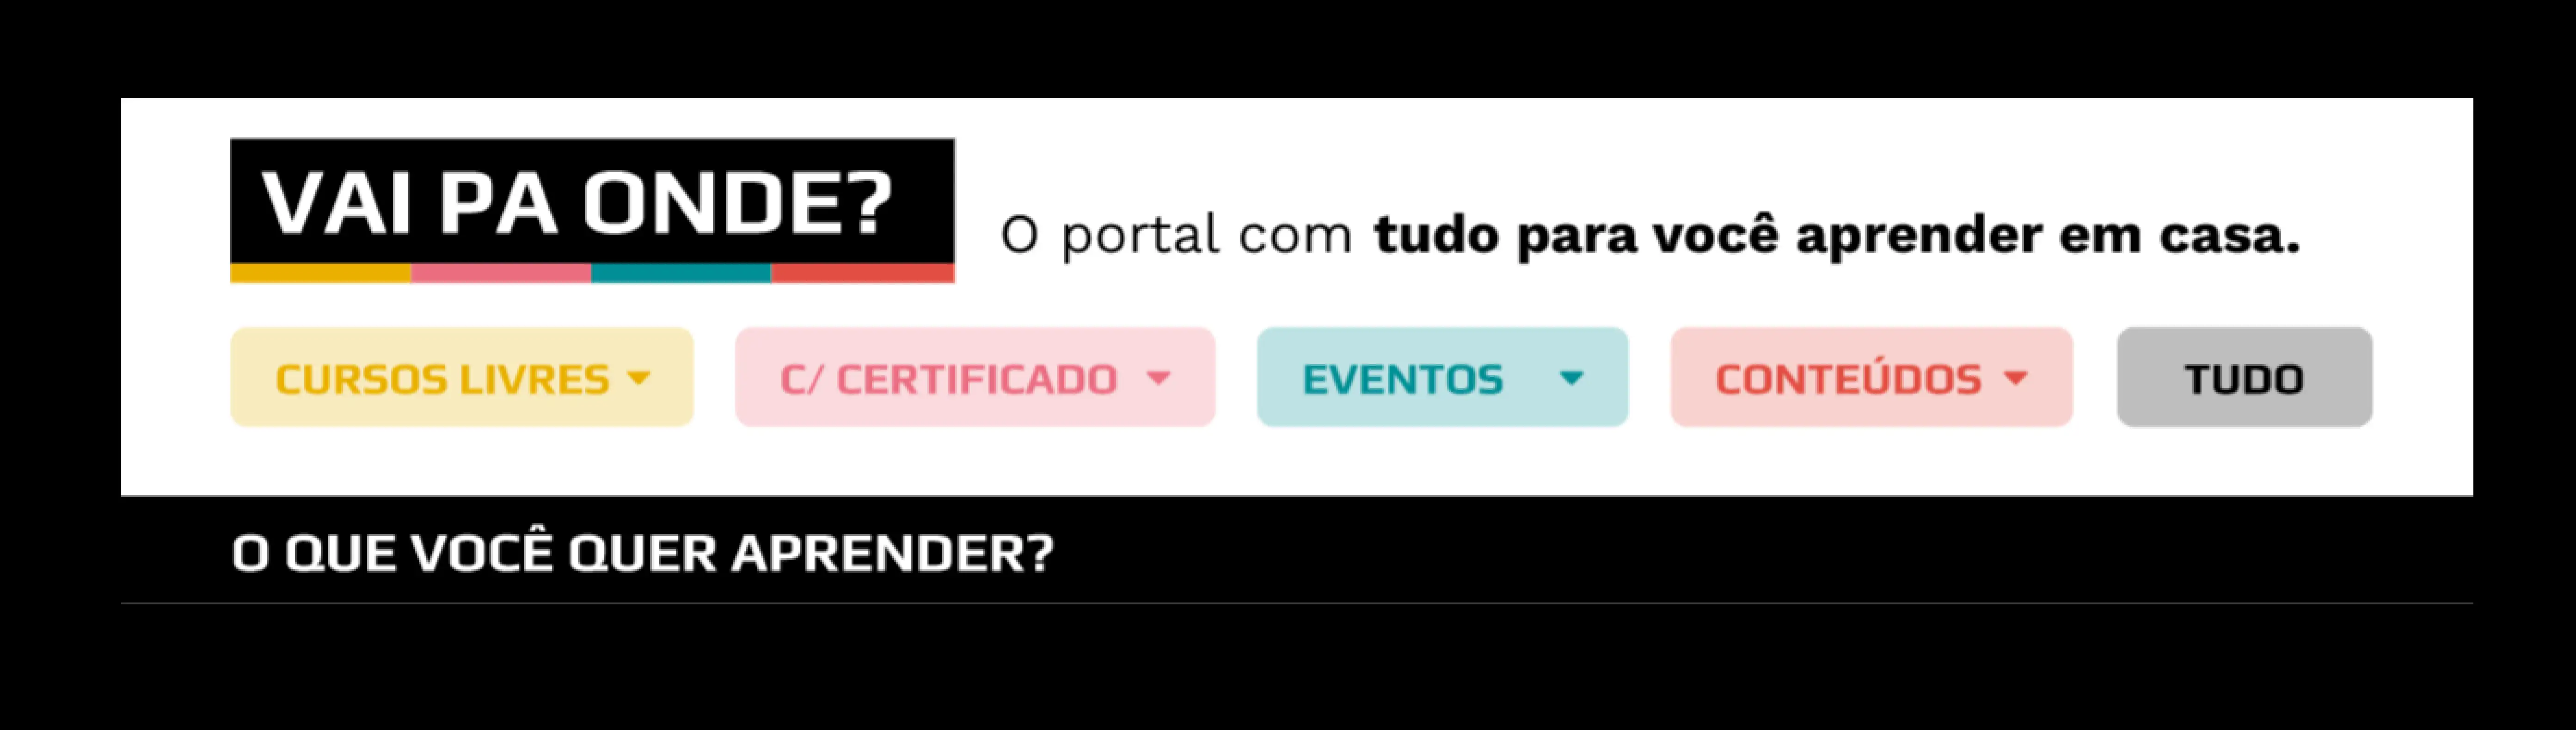 VAI PA ONDE?
O portal com tudo para você aprender em casa.
CURSOS LIVRES
C/ CERTIFICADO
EVENTOS
CONTEÚDOS
TUDO
O QUE VOCÊ QUER APRENDER?